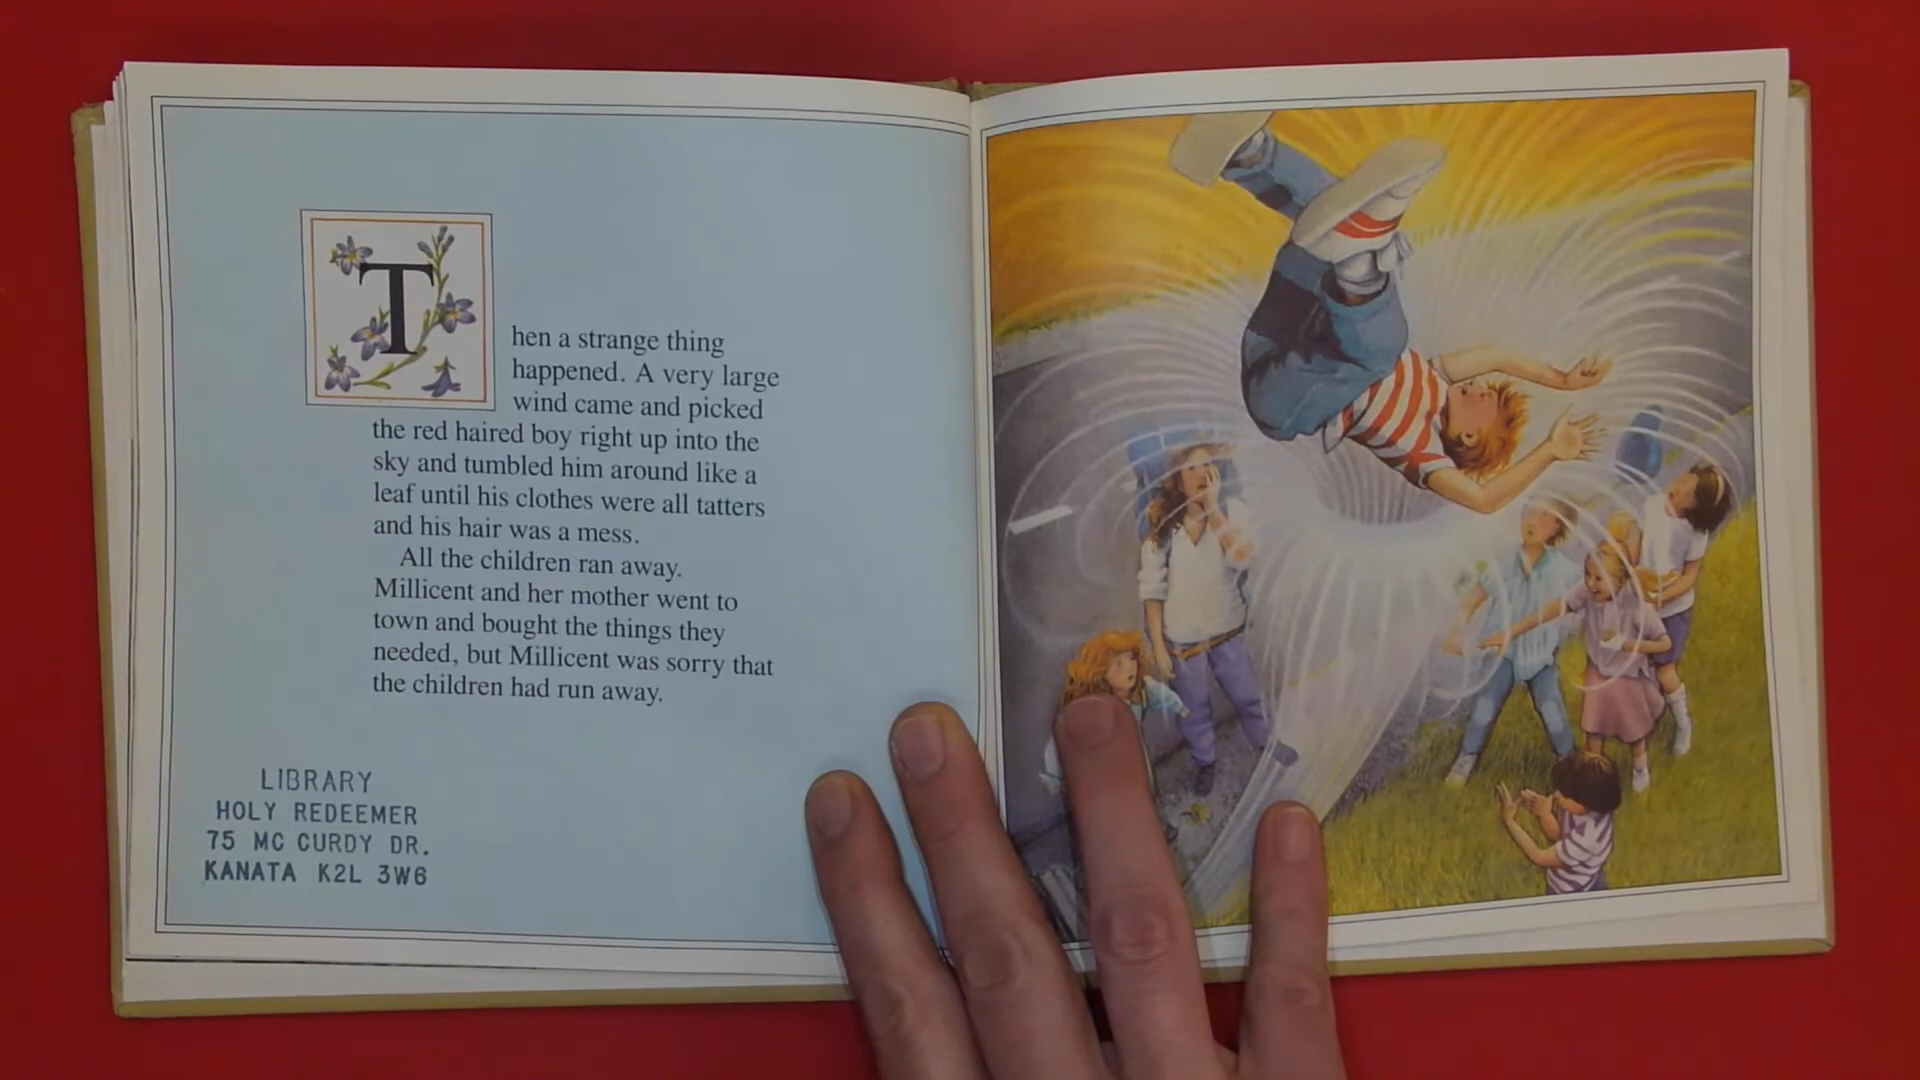 Then a strange thing
happened. A very large
wind came and picked
the red haired boy right up into the
sky and tumbled him around like a
leaf until his clothes were all tatters
and his hair was a mess.
All the children ran away.
Millicent and her mother went to
town and bought the things they
needed, but Millicent was sorry that
the children had run away.
LIBRARY
HOLY REDEEMER
75 MC CURDY DR.
KANATA K2L 3W6